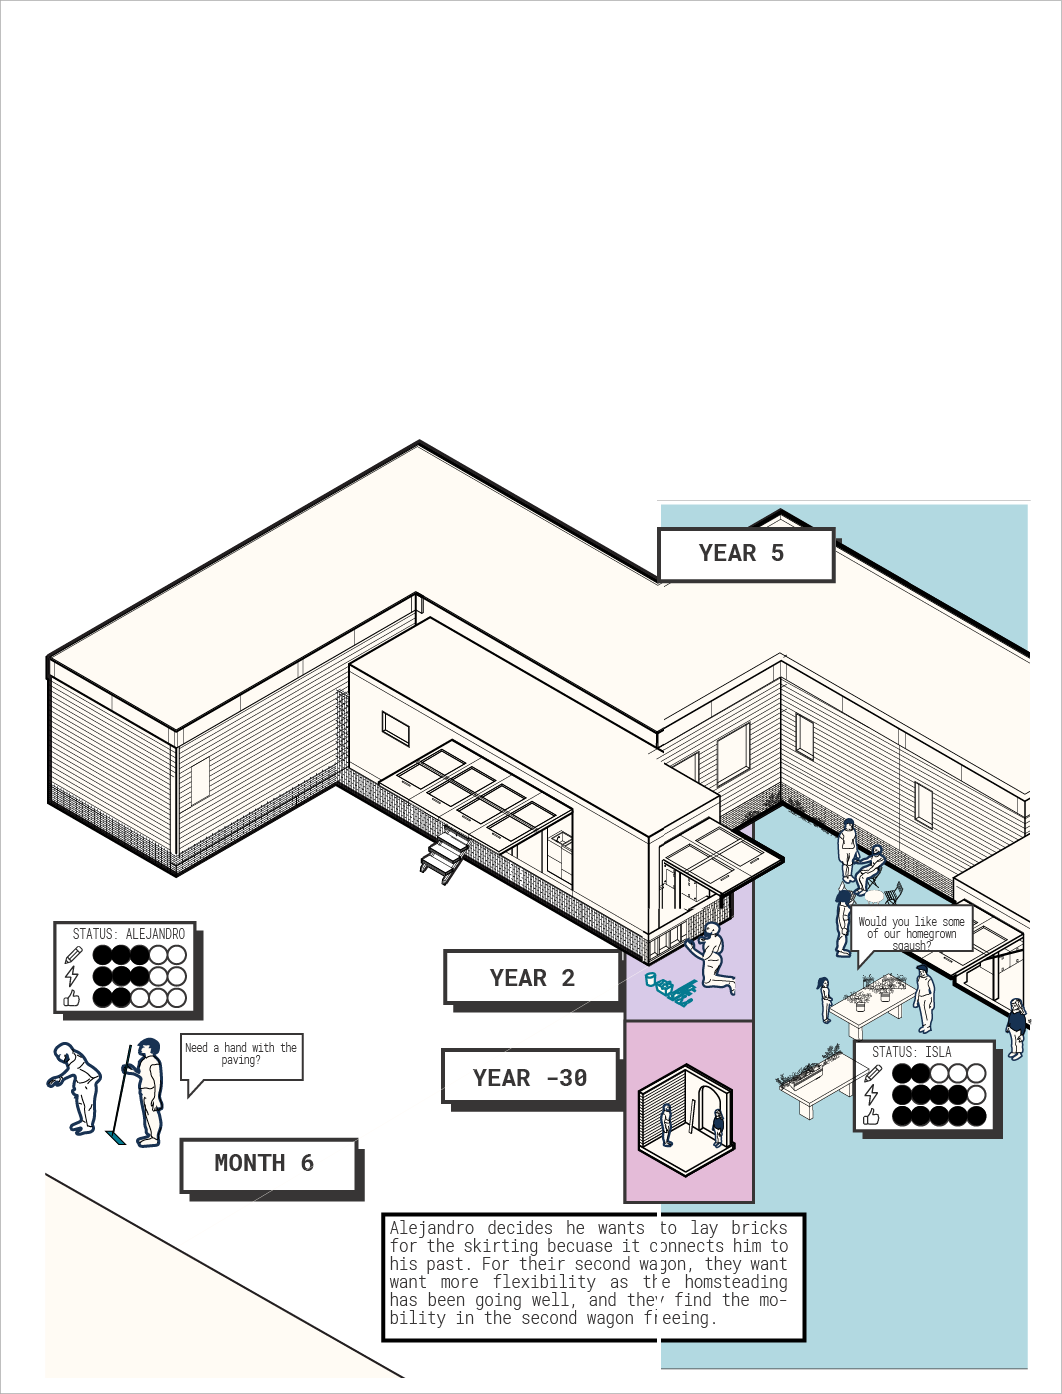 YEAR 5
Would you like some
of our homegrown
sqaush?
STATUS: ALEJANDRO
YEAR 2
Need a hand with the
paving?
STATUS: ISLA
YEAR -30
MONTH 6
Alejandro decides he wants to lay bricks
for the skirting becuase it connects him to
his past. For their second wagon, they want
want more flexibility as the homsteading
has been going well, and they find the mo-
bility in the second wagon freeing.